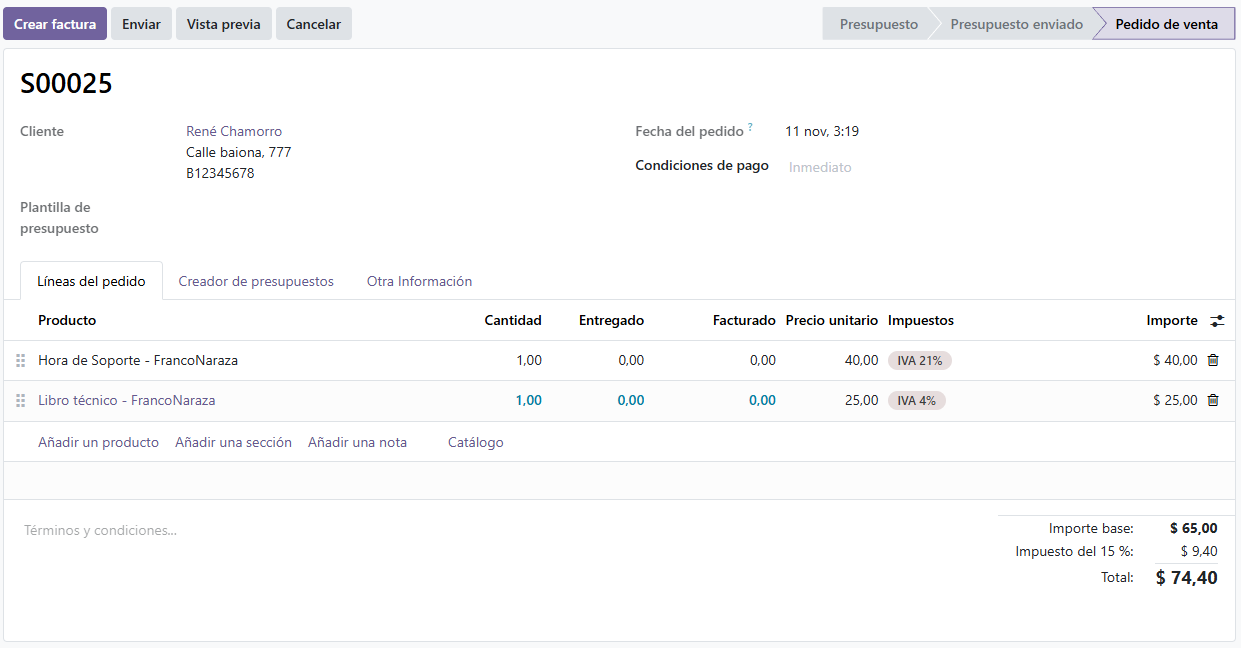 Crear factura Enviar Vista previa Cancelar Presupuesto Presupuesto enviado Pedido de venta
S00025
Cliente René Chamorro Fecha del pedido ? 11 nov, 3:19
Calle baiona, 777
Condiciones de pago Inmediato
B12345678
Plantilla de
presupuesto
Líneas del pedido Creador de presupuestos Otra Información
Producto Cantidad Entregado Facturado Precio unitario Impuestos Importe
Hora de Soporte - FrancoNaraza 1,00 0,00 0,00 40,00 IVA 21% $ 40,00
Libro técnico - FrancoNaraza 1,00 0,00 0,00 25,00 IVA 4% $ 25,00
Añadir un producto Añadir una sección Añadir una nota Catálogo
Términos y condiciones... Importe base: $ 65,00
Impuesto del 15 %: $ 9,40
Total: $ 74,40